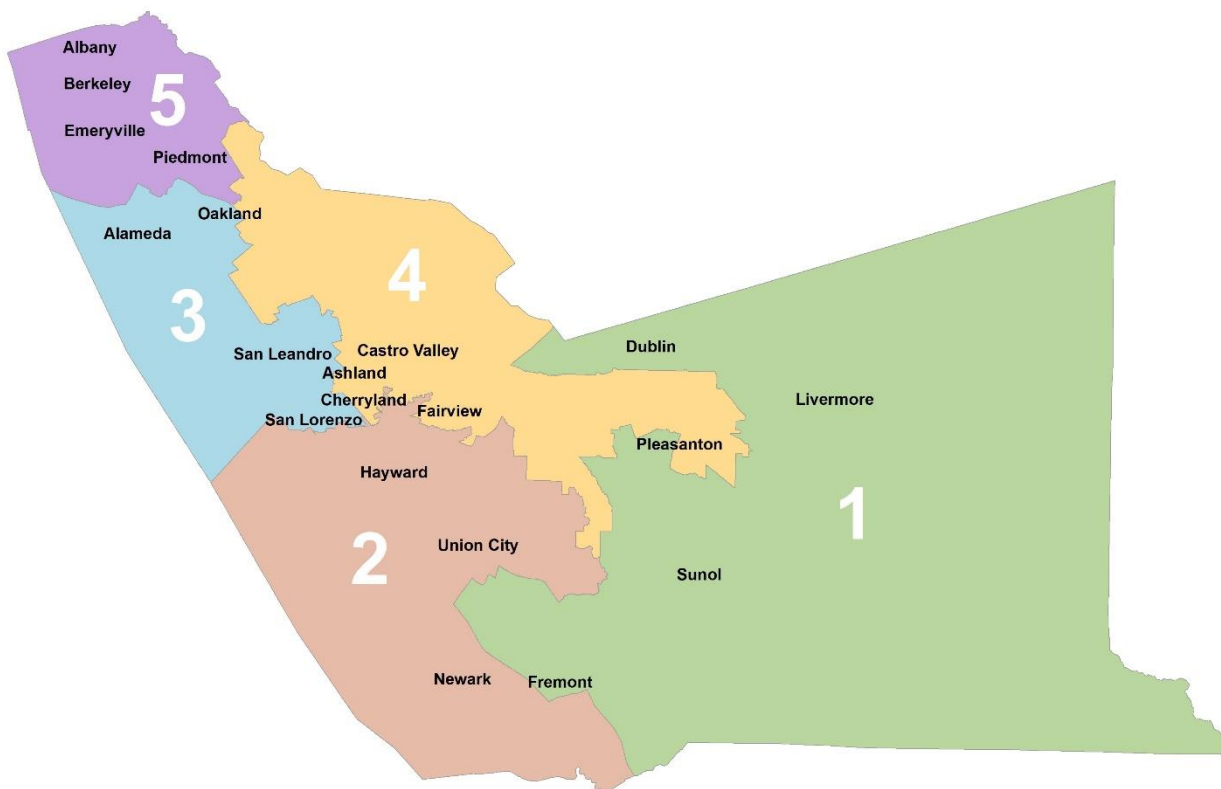 Albany
Berkeley
5
Emeryville
Piedmont
Oakland
Alameda
4
3
San Leandro
Castro Valley
Dublin
Ashland
Cherryland
Livermore
Fairview
San Lorenzo
Pleasanton
Hayward
1
2
Union City
Sunol
Newark
Fremont